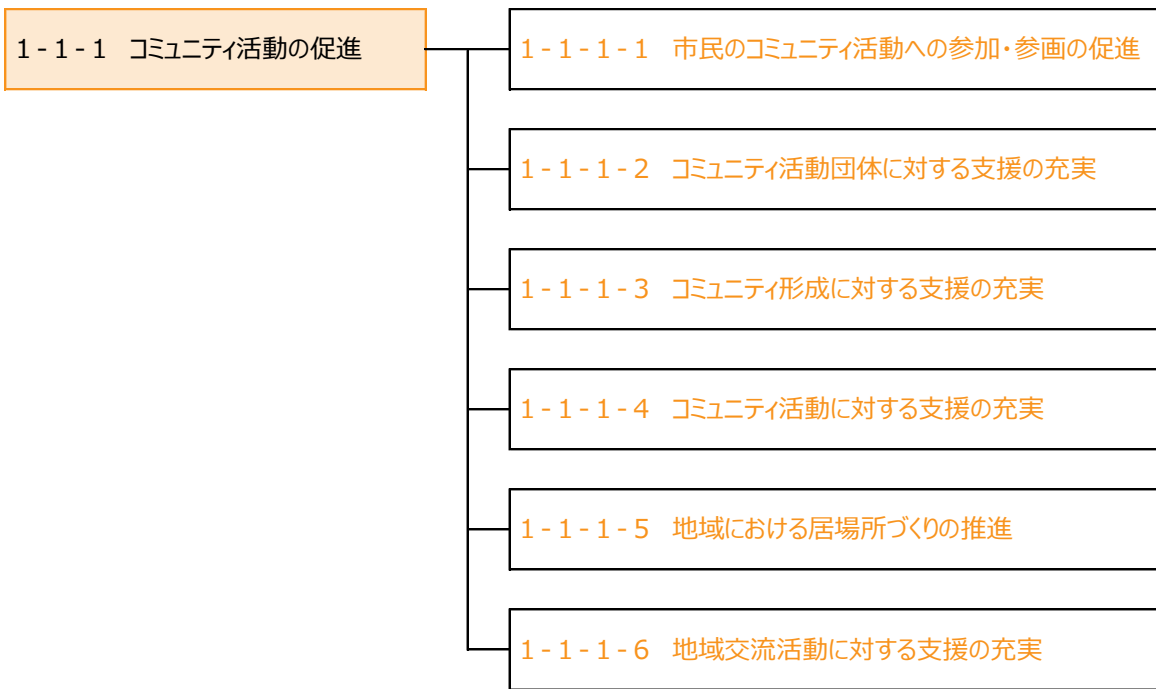 1-1-1 コミュニティ活動の促進
1-1-1-1 市民のコミュニティ活動への参加・参画の促進
1-1-1-2 コミュニティ活動団体に対する支援の充実
1-1-1-3 コミュニティ形成に対する支援の充実
1-1-1-4 コミュニティ活動に対する支援の充実
1-1-1-5 地域における居場所づくりの推進
1-1-1-6 地域交流活動に対する支援の充実